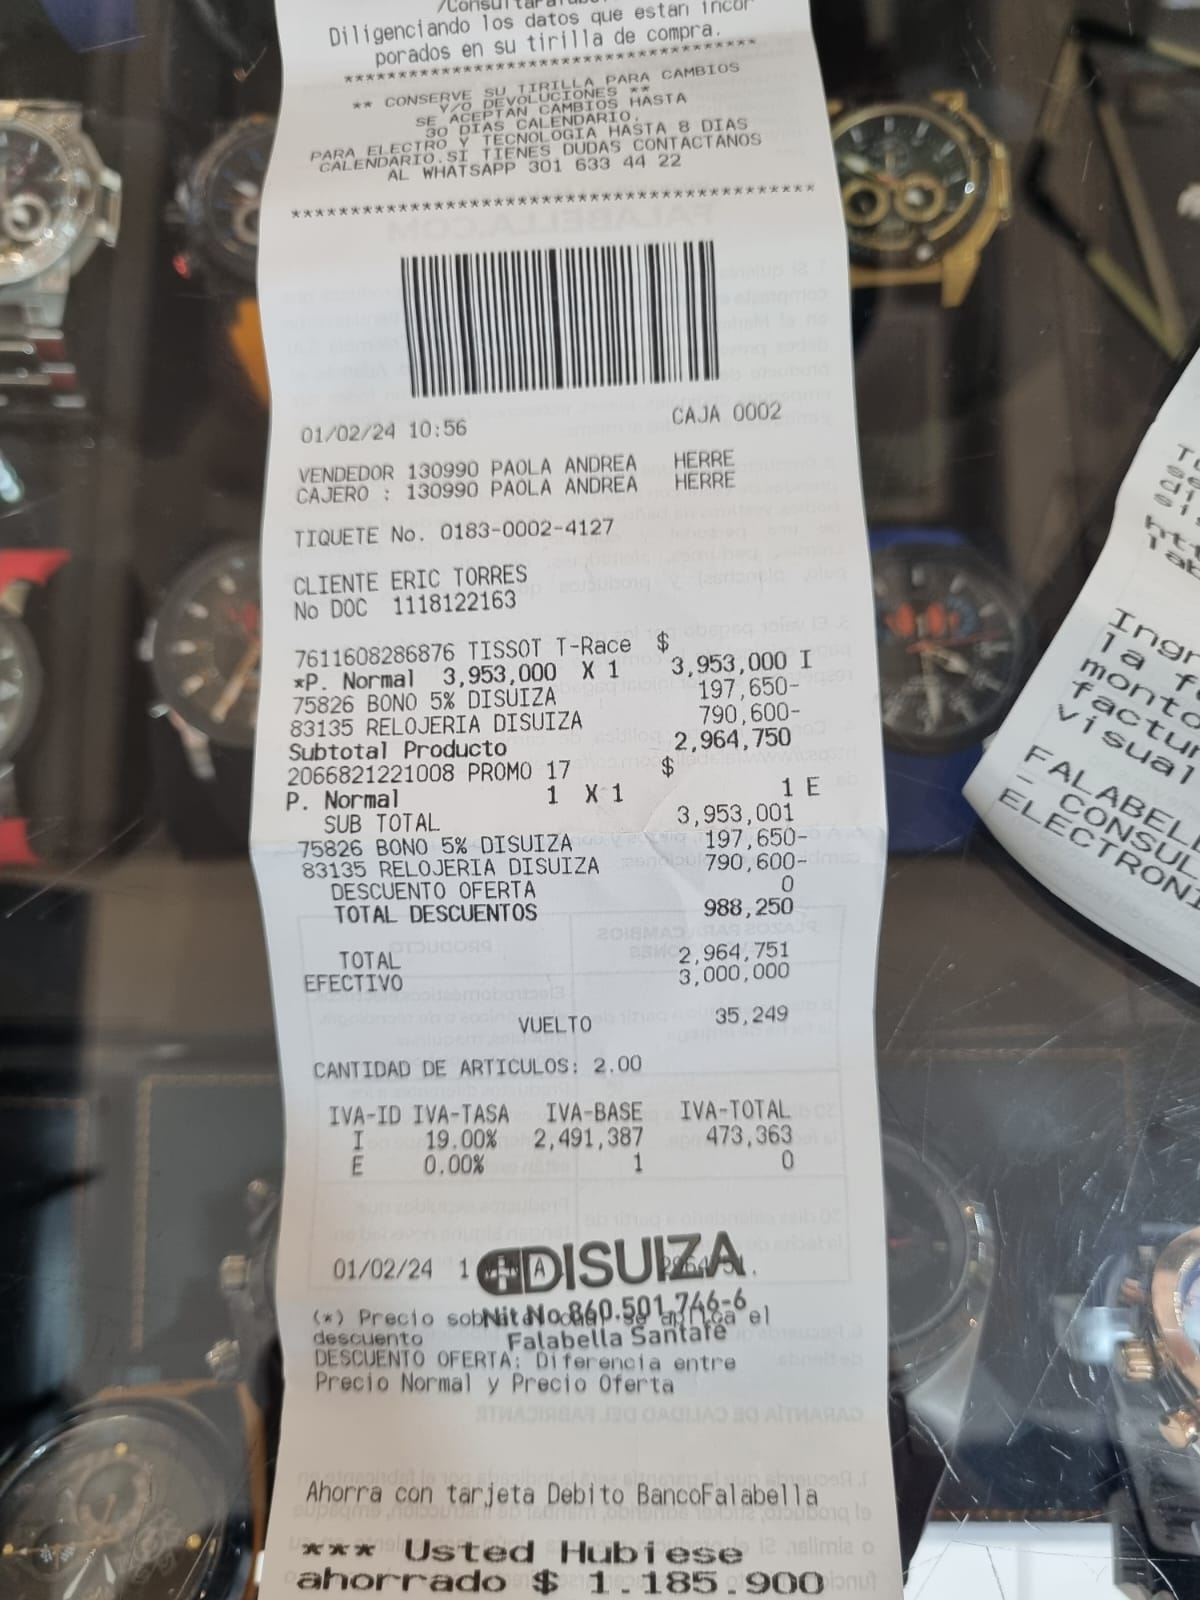 Diligenciando los datos que estan incor
porados en su tirilla de compra.
*****************************************
** CONSERVE SU TIRILLA PARA CAMBIOS
Y/O DEVOLUCIONES **
SE ACEPTAN CAMBIOS HASTA
30 DIAS CALENDARIO.
PARA ELECTRO Y TECNOLOGIA HASTA 8 DIAS
CALENDARIO.SI TIENES DUDAS CONTACTANOS
AL WHATSAPP 301 633 44 22
*****************************************
01/02/24 10:56 CAJA 0002
VENDEDOR 130990 PAOLA ANDREA HERRE
CAJERO : 130990 PAOLA ANDREA HERRE
TIQUETE No. 0183-0002-4127
CLIENTE ERIC TORRES
No DOC 1118122163
7611608286876 TISSOT T-Race $
*P. Normal 3,953,000 X 1 3,953,000 I
75826 BONO 5% DISUIZA 197,650-
83135 RELOJERIA DISUIZA 790,600-
Subtotal Producto 2,964,750
2066821221008 PROMO 17 $
P. Normal 1 X 1 1 E
SUB TOTAL 3,953,001
75826 BONO 5% DISUIZA 197,650-
83135 RELOJERIA DISUIZA 790,600-
DESCUENTO OFERTA 0
TOTAL DESCUENTOS 988,250
TOTAL 2,964,751
EFECTIVO 3,000,000
VUELTO 35,249
CANTIDAD DE ARTICULOS: 2.00
IVA-ID IVA-TASA IVA-BASE IVA-TOTAL
I 19.00% 2,491,387 473,363
E 0.00% 1 0
01/02/24
DISUIZA
Nit.No.860.501.746-6
Falabella Santafe
(*) Precio el
descuento
DESCUENTO OFERTA: Diferencia entre
Precio Normal y Precio Oferta
Ahorra con tarjeta Debito BancoFalabella
*** Usted Hubiese
ahorrado $ 1.185.900
Ingr
la f
monto
factur
visual
FALABELL
- CONSUL
ELECTRONI